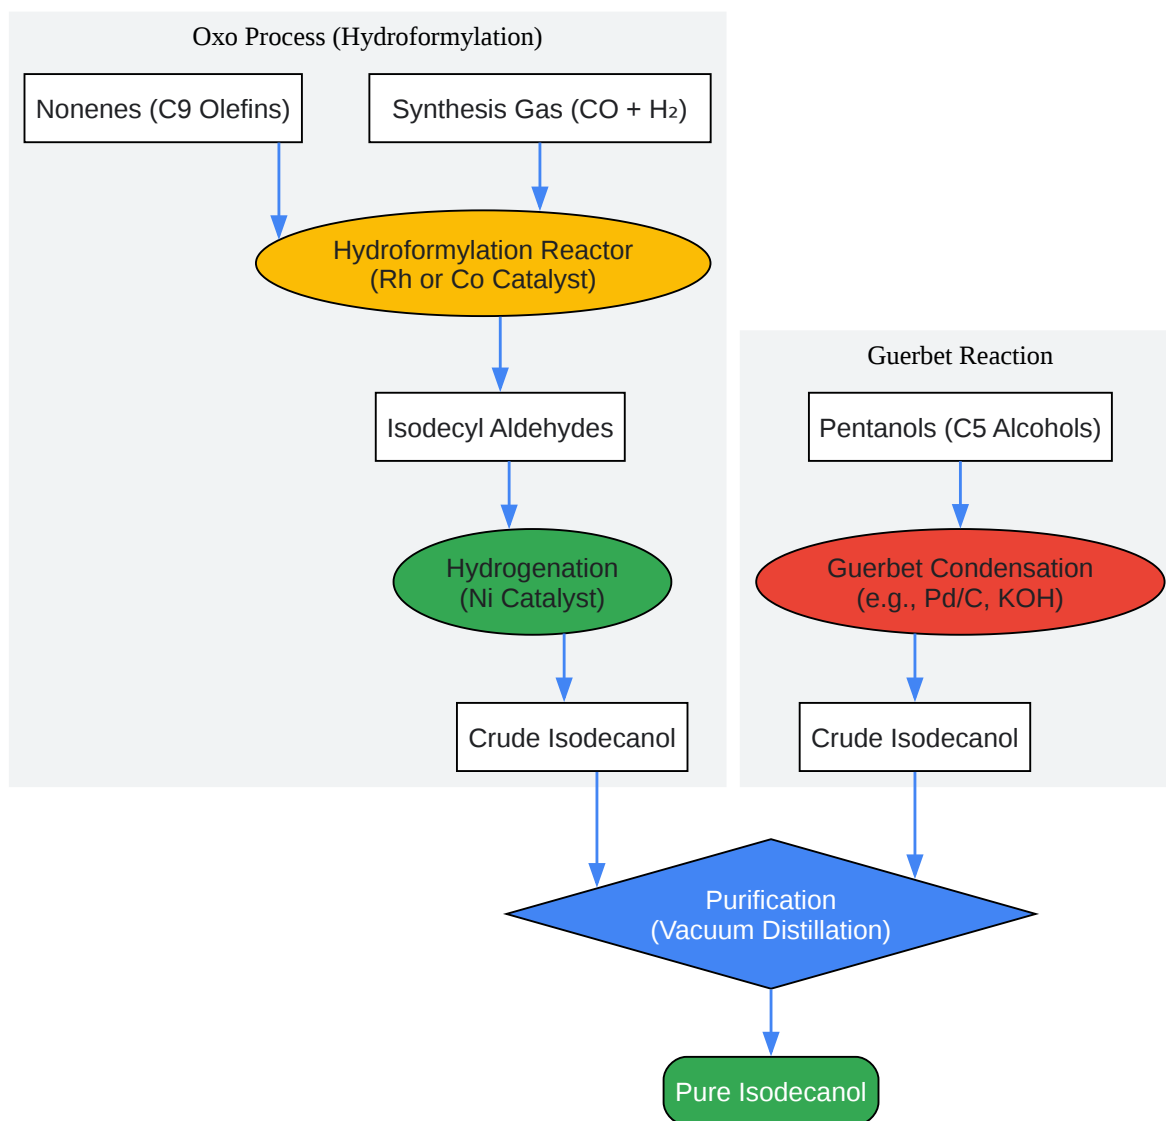 Oxo Process (Hydroformylation)
Nonenes (C9 Olefins)
Synthesis Gas (CO + H₂)
Hydroformylation Reactor
(Rh or Co Catalyst)
Isodecyl Aldehydes
Hydrogenation
(Ni Catalyst)
Crude Isodecanol
Guerbet Reaction
Pentanols (C5 Alcohols)
Guerbet Condensation
(e.g., Pd/C, KOH)
Crude Isodecanol
Purification
(Vacuum Distillation)
Pure Isodecanol